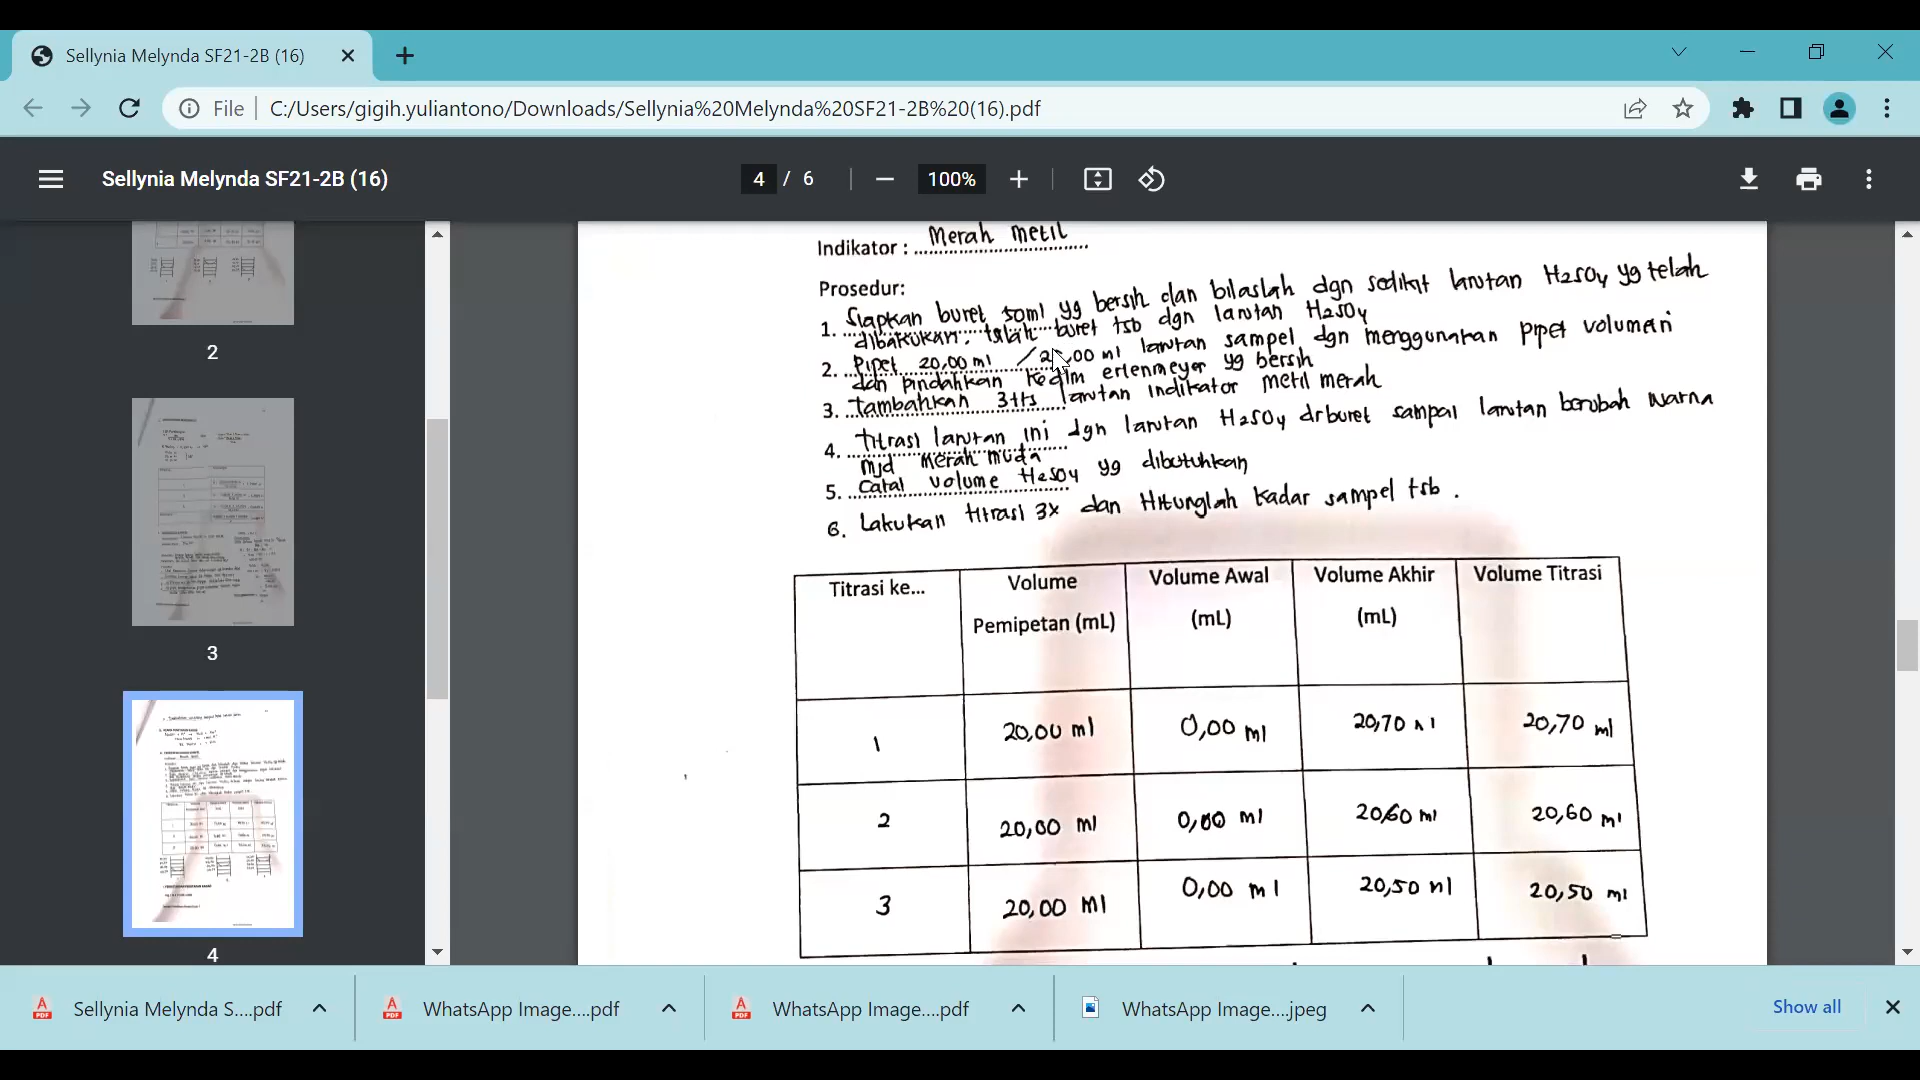 Sellynia Melynda SF21-2B (16)
File C:/Users/gigih.yuliantono/Downloads/Sellynia%20Melynda%20SF21-2B%20(16).pdf
Sellynia Melynda SF21-2B (16)
4 / 6
100%
2
3
4
Indikator : Merah Metil
Prosedur:
1. Siapkan buret 50ml yg bersih dan bilaslah dgn sedikit larutan H2SO4 yg telah
dibakukan. Isilah buret tsb dgn larutan H2SO4
2. Pipet 20,00 ml / ,00 ml larutan sampel dgn menggunakan pipet volumeri
dan pindahkan kedlm erlenmeyer yg bersih
3. Tambahkan 3tts larutan indikator metil merah
4. Titrasi larutan ini dgn larutan H2SO4 drburet sampai larutan berubah warna
mjd merah muda
5. Catat volume H2SO4 yg dibutuhkan
6. Lakukan titrasi 3x dan Hitunglah kadar sampel tsb .
Titrasi ke... Volume Pemipetan (mL) Volume Awal (mL) Volume Akhir (mL) Volume Titrasi
1 20,00 ml 0,00 ml 20,70 ml 20,70 ml
2 20,00 ml 0,00 ml 20,60 ml 20,60 ml
3 20,00 ml 0,00 ml 20,50 ml 20,50 ml
Sellynia Melynda S....pdf
WhatsApp Image....pdf
WhatsApp Image....pdf
WhatsApp Image....jpeg
Show all